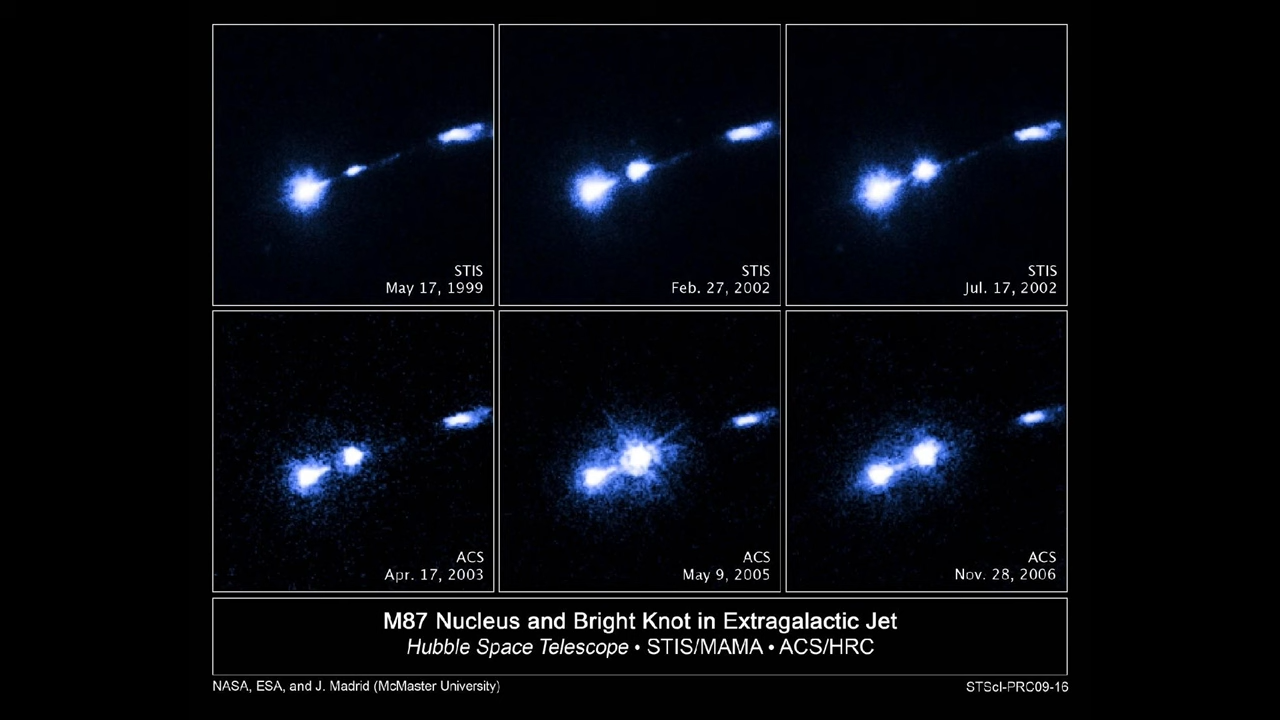 STIS
May 17, 1999
STIS
Feb. 27, 2002
STIS
Jul. 17, 2002
ACS
Apr. 17, 2003
ACS
May 9, 2005
ACS
Nov. 28, 2006
M87 Nucleus and Bright Knot in Extragalactic Jet
Hubble Space Telescope • STIS/MAMA • ACS/HRC
NASA, ESA, and J. Madrid (McMaster University)
STScI-PRC09-16